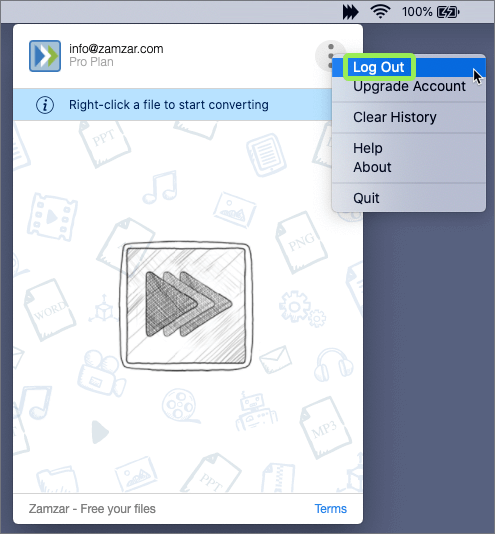 100%
info@zamzar.com
Pro Plan
Log Out
Upgrade Account
Clear History
Help
About
Quit
Right-click a file to start converting
PPT
PNG
WORD
MP3
PPT
Zamzar - Free your files
Terms